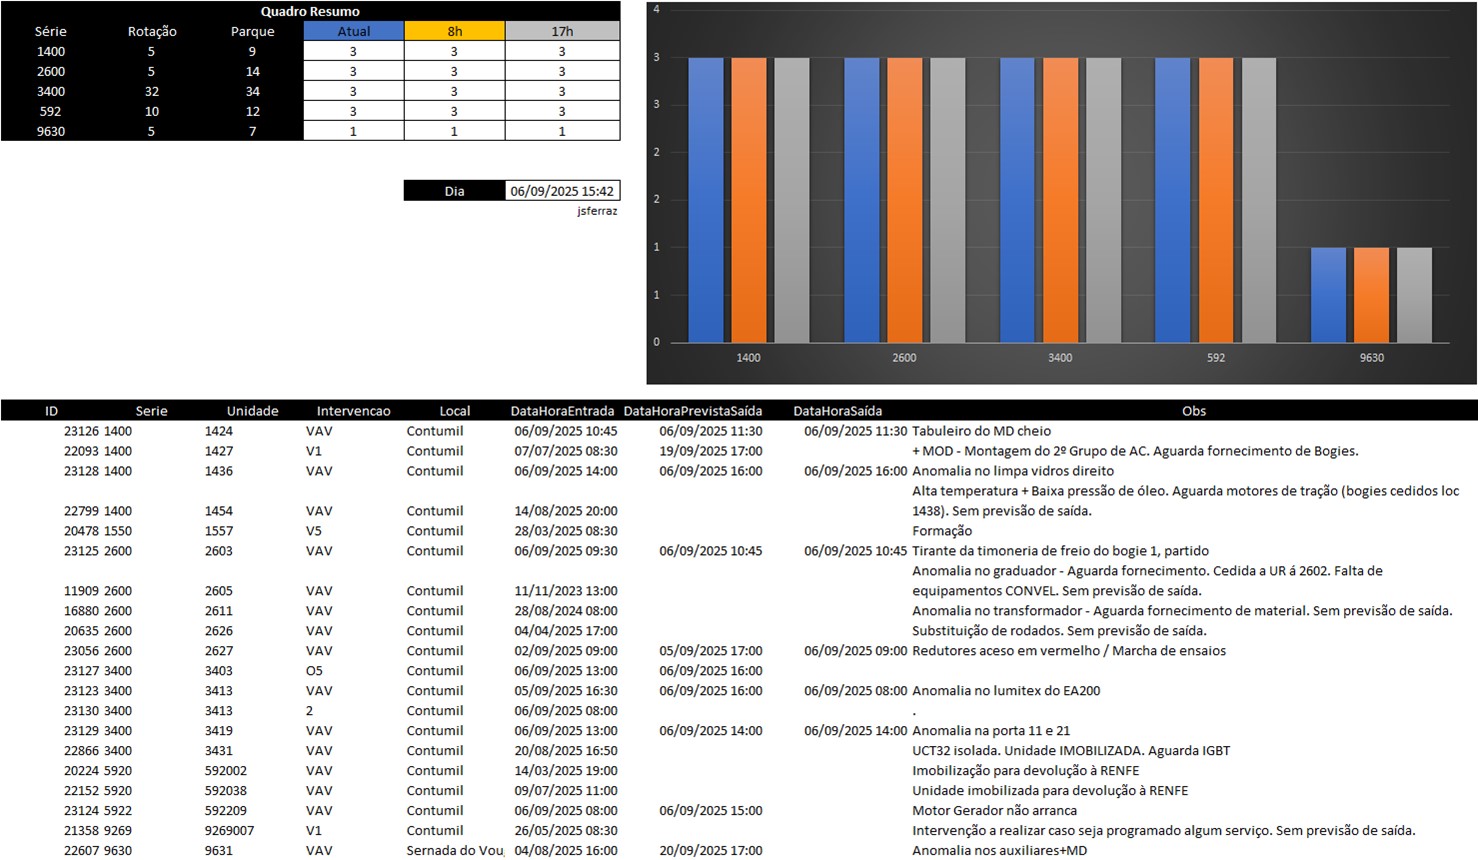 Quadro Resumo
Série Rotação Parque Atual 8h 17h
1400 5 9 3 3 3
2600 5 14 3 3 3
3400 32 34 3 3 3
592 10 12 3 3 3
9630 5 7 1 1 1
Dia 06/09/2025 15:42
jsferraz
4
3
3
2
2
1
1
0
1400 2600 3400 592 9630
ID Serie Unidade Intervencao Local DataHoraEntrada DataHoraPrevistaSaída DataHoraSaída Obs
23126 1400 1424 VAV Contumil 06/09/2025 10:45 06/09/2025 11:30 06/09/2025 11:30 Tabuleiro do MD cheio
22093 1400 1427 V1 Contumil 07/07/2025 08:30 19/09/2025 17:00 + MOD - Montagem do 2º Grupo de AC. Aguarda fornecimento de Bogies.
23128 1400 1436 VAV Contumil 06/09/2025 14:00 06/09/2025 16:00 06/09/2025 16:00 Anomalia no limpa vidros direito
Alta temperatura + Baixa pressão de óleo. Aguarda motores de tração (bogies cedidos loc
22799 1400 1454 VAV Contumil 14/08/2025 20:00 1438). Sem previsão de saída.
20478 1550 1557 V5 Contumil 28/03/2025 08:30 Formação
23125 2600 2603 VAV Contumil 06/09/2025 09:30 06/09/2025 10:45 06/09/2025 10:45 Tirante da timoneria de freio do bogie 1, partido
Anomalia no graduador - Aguarda fornecimento. Cedida a UR á 2602. Falta de
11909 2600 2605 VAV Contumil 11/11/2023 13:00 equipamentos CONVEL. Sem previsão de saída.
16880 2600 2611 VAV Contumil 28/08/2024 08:00 Anomalia no transformador - Aguarda fornecimento de material. Sem previsão de saída.
20635 2600 2626 VAV Contumil 04/04/2025 17:00 Substituição de rodados. Sem previsão de saída.
23056 2600 2627 VAV Contumil 02/09/2025 09:00 05/09/2025 17:00 06/09/2025 09:00 Redutores aceso em vermelho / Marcha de ensaios
23127 3400 3403 O5 Contumil 06/09/2025 13:00 06/09/2025 16:00
23123 3400 3413 VAV Contumil 05/09/2025 16:30 06/09/2025 16:00 06/09/2025 08:00 Anomalia no lumitex do EA200
23130 3400 3413 2 Contumil 06/09/2025 08:00 .
23129 3400 3419 VAV Contumil 06/09/2025 13:00 06/09/2025 14:00 06/09/2025 14:00 Anomalia na porta 11 e 21
22866 3400 3431 VAV Contumil 20/08/2025 16:50 UCT32 isolada. Unidade IMOBILIZADA. Aguarda IGBT
20224 5920 592002 VAV Contumil 14/03/2025 19:00 Imobilização para devolução à RENFE
22152 5920 592038 VAV Contumil 09/07/2025 11:00 Unidade imobilizada para devolução à RENFE
23124 5922 592209 VAV Contumil 06/09/2025 08:00 06/09/2025 15:00 Motor Gerador não arranca
21358 9269 9269007 V1 Contumil 26/05/2025 08:30 Intervenção a realizar caso seja programado algum serviço. Sem previsão de saída.
22607 9630 9631 VAV Sernada do Vou 04/08/2025 16:00 20/09/2025 17:00 Anomalia nos auxiliares+MD